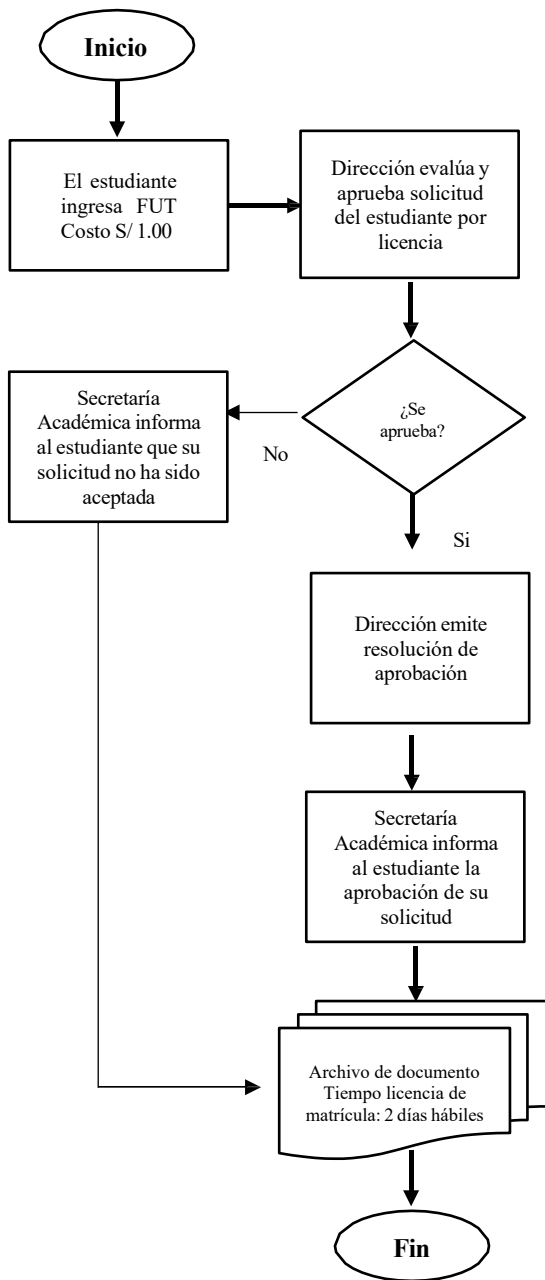 Inicio
El estudiante
ingresa FUT
Costo S/ 1.00
Dirección evalúa y
aprueba solicitud
del estudiante por
licencia
¿Se
aprueba?
No
Secretaría
Académica informa
al estudiante que su
solicitud no ha sido
aceptada
Si
Dirección emite
resolución de
aprobación
Secretaría
Académica informa
al estudiante la
aprobación de su
solicitud
Archivo de documento
Tiempo licencia de
matrícula: 2 días hábiles
Fin